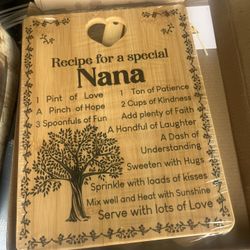 Recipe for a special
Nana
1 Pint of Love
A Pinch of Hope
3 Spoonfuls of Fun
1 Ton of Patience
2 Cups of Kindness
Add plenty of Faith
A Handful of Laughter
A Dash of
Understanding
Sweeten with Hugs
Sprinkle with loads of kisses
Mix well and Heat with Sunshine
Serve with lots of Love